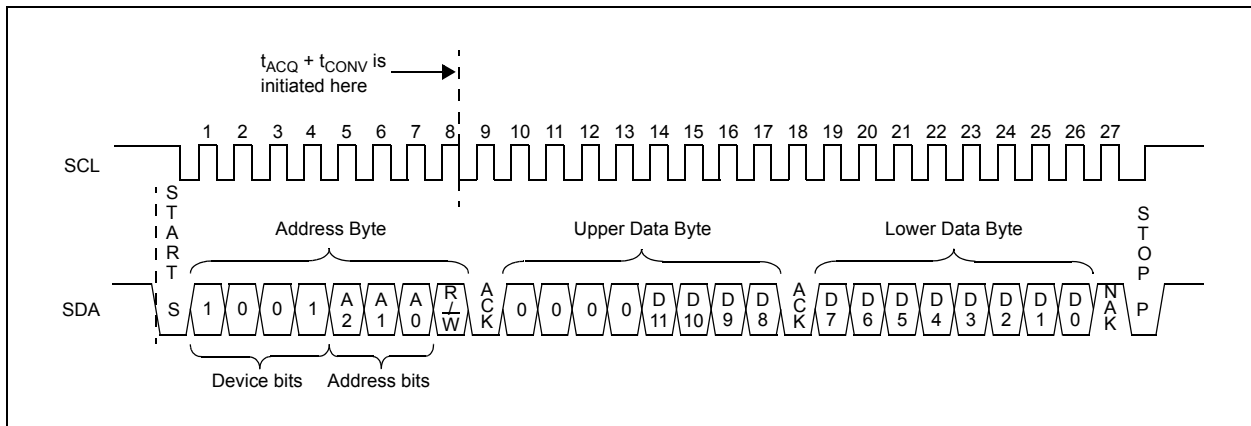 tACQ + tCONV is
initiated here
1 2 3 4 5 6 7 8 9 10 11 12 13 14 15 16 17 18 19 20 21 22 23 24 25 26 27
SCL
START
STOP
Address Byte
Upper Data Byte
Lower Data Byte
SDA
S 1 0 0 1 A2 A1 A0 R/W ACK 0 0 0 0 D11 D10 D9 D8 ACK D7 D6 D5 D4 D3 D2 D1 D0 NAK P
Device bits
Address bits